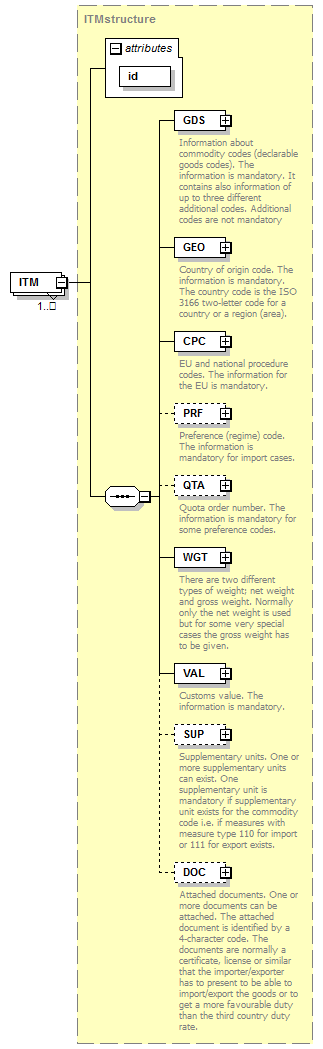 ITMstructure
attributes
id
GDS
Information about
commodity codes (declarable
goods codes). The
information is mandatory. It
contains also information of
up to three different
additional codes. Additional
codes are not mandatory
GEO
Country of origin code. The
information is mandatory.
The country code is the ISO
3166 two-letter code for a
country or a region (area).
ITM
1..
CPC
EU and national procedure
codes. The information for
the EU is mandatory.
PRF
Preference (regime) code.
The information is
mandatory for import cases.
QTA
Quota order number. The
information is mandatory for
some preference codes.
WGT
There are two different
types of weight; net weight
and gross weight. Normally
only the net weight is used
but for some very special
cases the gross weight has
to be given.
VAL
Customs value. The
information is mandatory.
SUP
Supplementary units. One or
more supplementary units
can exist. One
supplementary unit is
mandatory if supplementary
unit exists for the commodity
code i.e. if measures with
measure type 110 for import
or 111 for export exists.
DOC
Attached documents. One or
more documents can be
attached. The attached
document is identified by a
4-character code. The
documents are normally a
certificate, license or similar
that the importer/exporter
has to present to be able to
import/export the goods or to
get a more favourable duty
than the third country duty
rate.